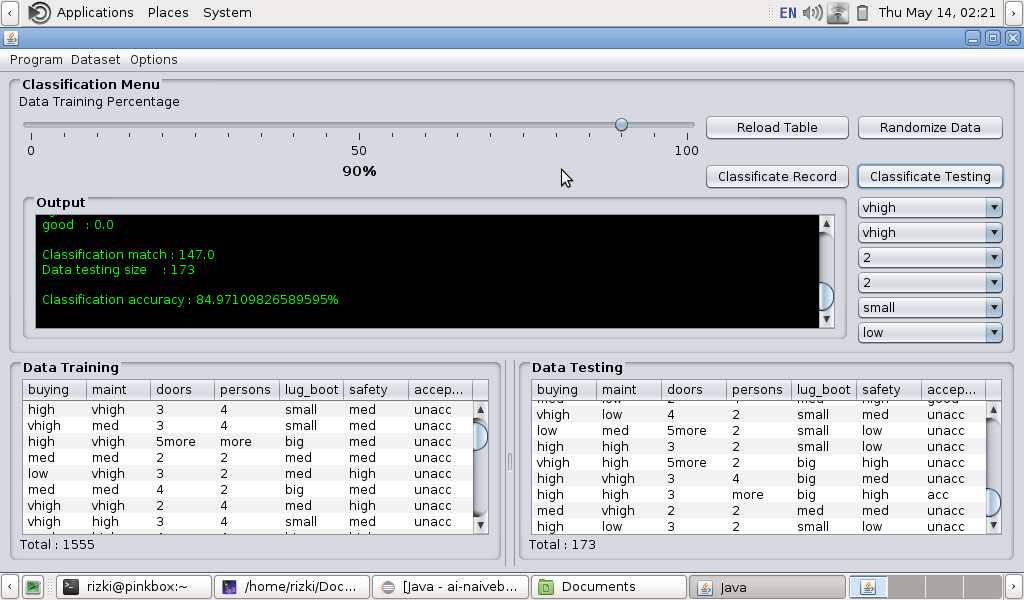 Applications Places System EN Thu May 14, 02:21
Program Dataset Options
Classification Menu
Data Training Percentage
0 50 100
90%
Reload Table Randomize Data
Classificate Record Classificate Testing
Output
good : 0.0
Classification match : 147.0
Data testing size : 173
Classification accuracy : 84.97109826589595%
vhigh
vhigh
2
2
small
low
Data Training
buying maint doors persons lug_boot safety accep...
high vhigh 3 4 small med unacc
vhigh med 3 4 small med unacc
high vhigh 5more more big med unacc
med med 2 2 med med unacc
low vhigh 3 2 med high unacc
med med 4 2 big med unacc
vhigh vhigh 2 4 med high unacc
vhigh high 3 4 small med unacc
Total : 1555
Data Testing
buying maint doors persons lug_boot safety accep...
vhigh low 4 2 small med unacc
low med 5more 2 small low unacc
high high 3 2 small low unacc
vhigh high 5more 2 big high unacc
high vhigh 3 4 big med unacc
high high 3 more big high acc
med vhigh 2 2 med med unacc
high low 3 2 small low unacc
Total : 173
rizki@pinkbox:~ /home/rizki/Doc... [Java - ai-naiveb... Documents Java